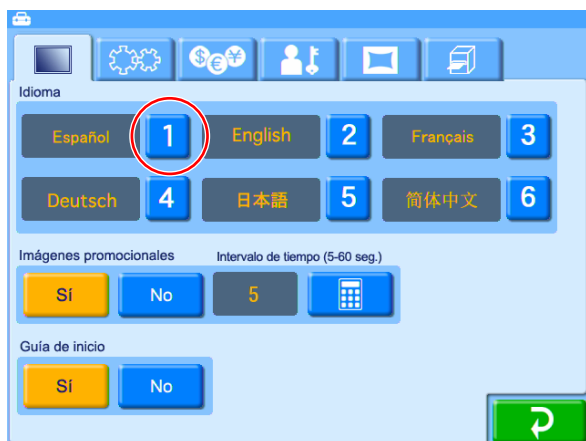 $ € ¥
Idioma
Español 1 English 2 Français 3
Deutsch 4 日本語 5 简体中文 6
Imágenes promocionales Intervalo de tiempo (5-60 seg.)
Sí No 5
Guía de inicio
Sí No